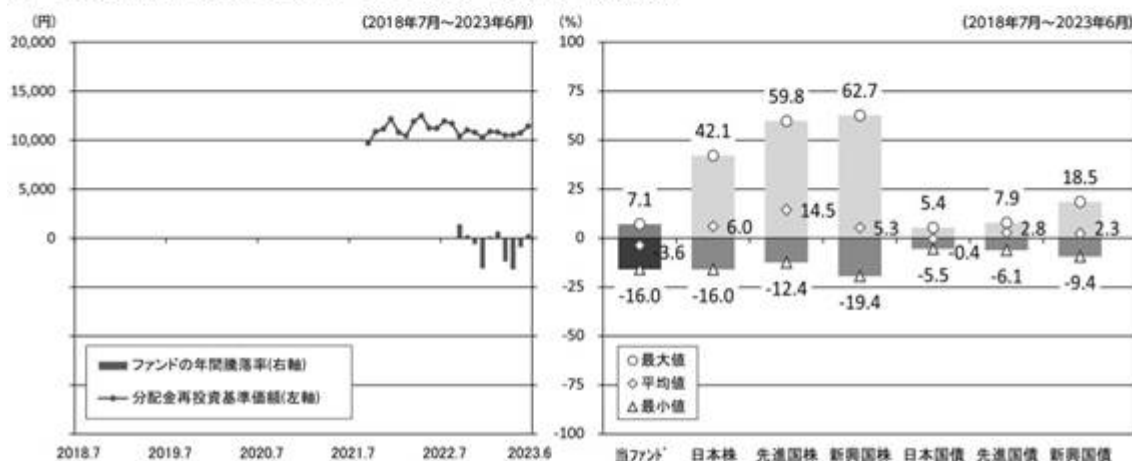 (円)
(2018年7月～2023年6月)
20,000
15,000
10,000
5,000
0
ファンドの年間騰落率(右軸)
分配金再投資基準価額(左軸)
2018.7 2019.7 2020.7 2021.7 2022.7 2023.6
(%)
(2018年7月～2023年6月)
100
75
50
25
0
-25
-50
-75
-100
7.1 42.1 59.8 62.7 5.4 7.9 18.5
-3.6 6.0 14.5 5.3 -0.4 2.8 2.3
-16.0 -16.0 -12.4 -19.4 -5.5 -6.1 -9.4
最大値
平均値
最小値
当ファンド 日本株 先進国株 新興国株 日本国債 先進国債 新興国債